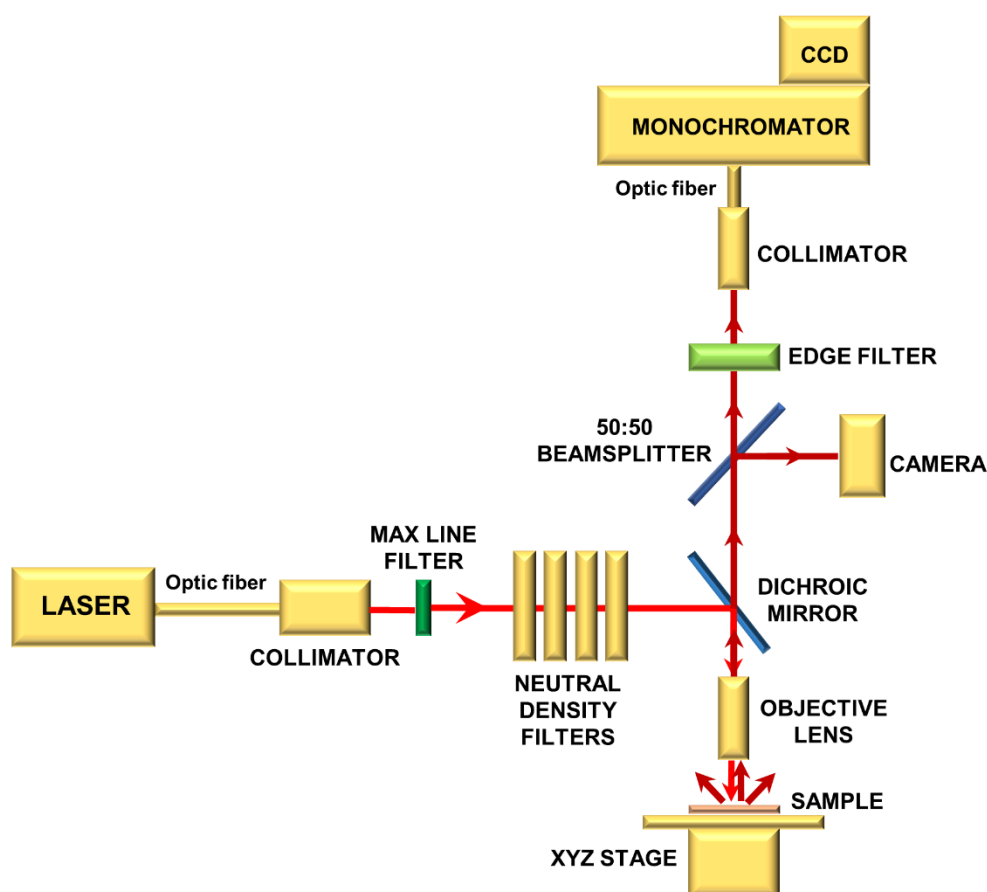 CCD
MONOCHROMATOR
Optic fiber
COLLIMATOR
EDGE FILTER
50:50
BEAMSPLITTER
CAMERA
MAX LINE
FILTER
LASER
Optic fiber
COLLIMATOR
NEUTRAL
DENSITY
FILTERS
DICHROIC
MIRROR
OBJECTIVE
LENS
SAMPLE
XYZ STAGE